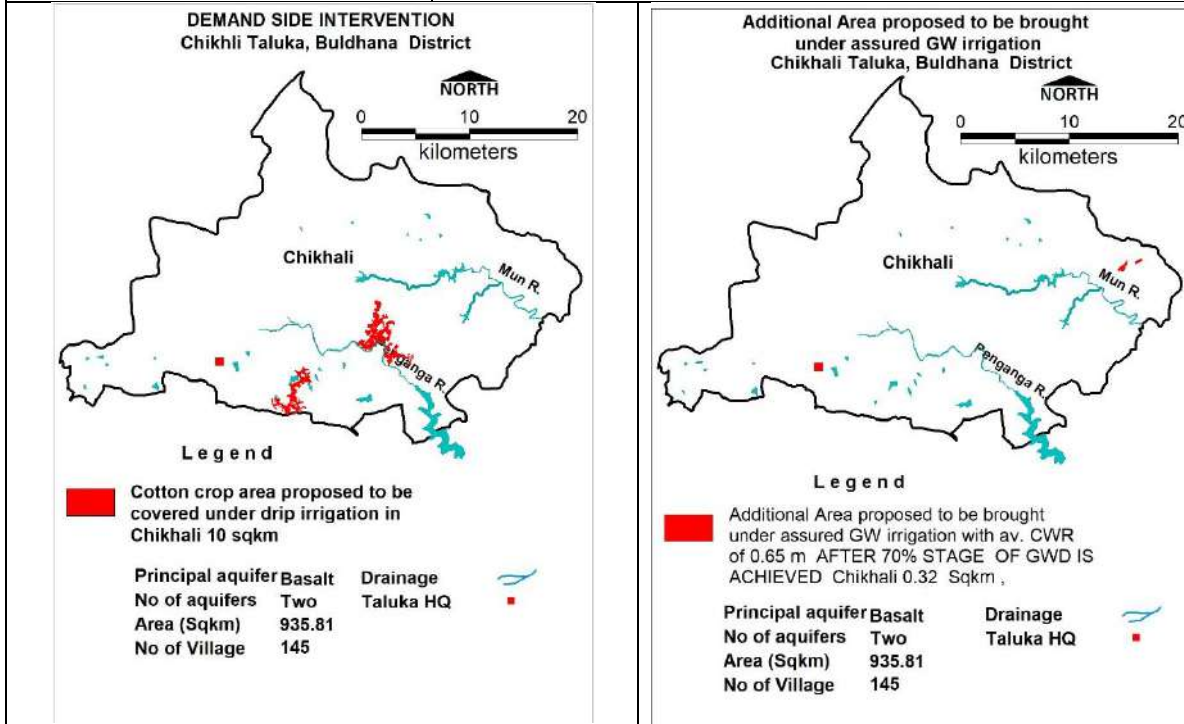 DEMAND SIDE INTERVENTION
Chikhli Taluka, Buldhana District
NORTH
0 10 20
kilometers
Chikhali
Mun R.
L e g e n d
Cotton crop area proposed to be
covered under drip irrigation in
Chikhali 10 sqkm
Principal aquifer Basalt Drainage
No of aquifers Two Taluka HQ
Area (Sqkm) 935.81
No of Village 145
Additional Area proposed to be brought
under assured GW irrigation
Chikhali Taluka, Buldhana District
NORTH
0 10 20
kilometers
Chikhali
Mun R.
Penganga R.
L e g e n d
Additional Area proposed to be brought
under assured GW irrigation with av. CWR
of 0.65 m AFTER 70% STAGE OF GWD IS
ACHIEVED Chikhali 0.32 Sqkm ,
Principal aquifer Basalt Drainage
No of aquifers Two Taluka HQ
Area (Sqkm) 935.81
No of Village 145